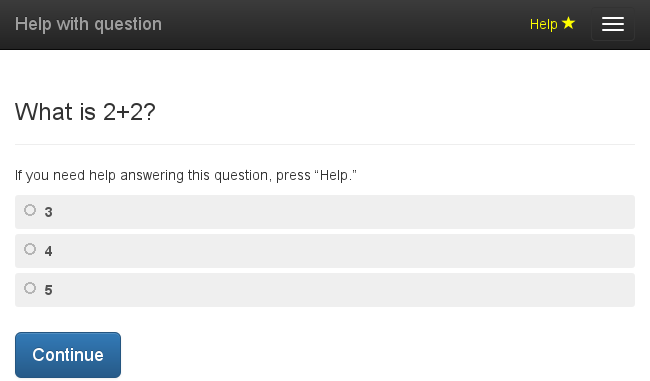 Help with question
Help
What is 2+2?
If you need help answering this question, press “Help.”
3
4
5
Continue